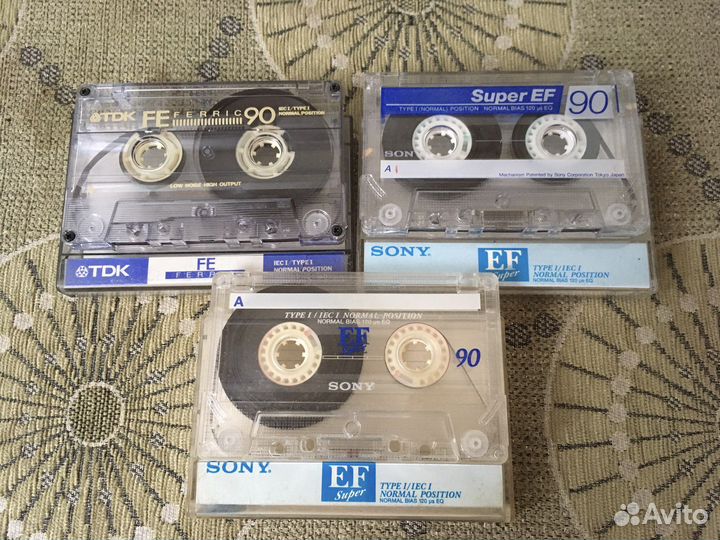 TDK FE FERRIC 90 IEC I / TYPE I
NORMAL POSITION
LOW NOISE HIGH OUTPUT
TDK FE IEC I / TYPE I
FERRIC NORMAL POSITION
Super EF 90
TYPE I (NORMAL) POSITION NORMAL BIAS 120 µs EQ
SONY
A
Mechanism Patented by Sony Corporation Tokyo Japan
SONY EF Super TYPE I / IEC I
NORMAL POSITION
NORMAL BIAS 120 µs EQ
A
TYPE I / IEC I NORMAL POSITION
NORMAL BIAS 120 µs EQ
EF
90
SONY
SONY EF Super TYPE I / IEC I
NORMAL POSITION
NORMAL BIAS 120 µs EQ
Avito